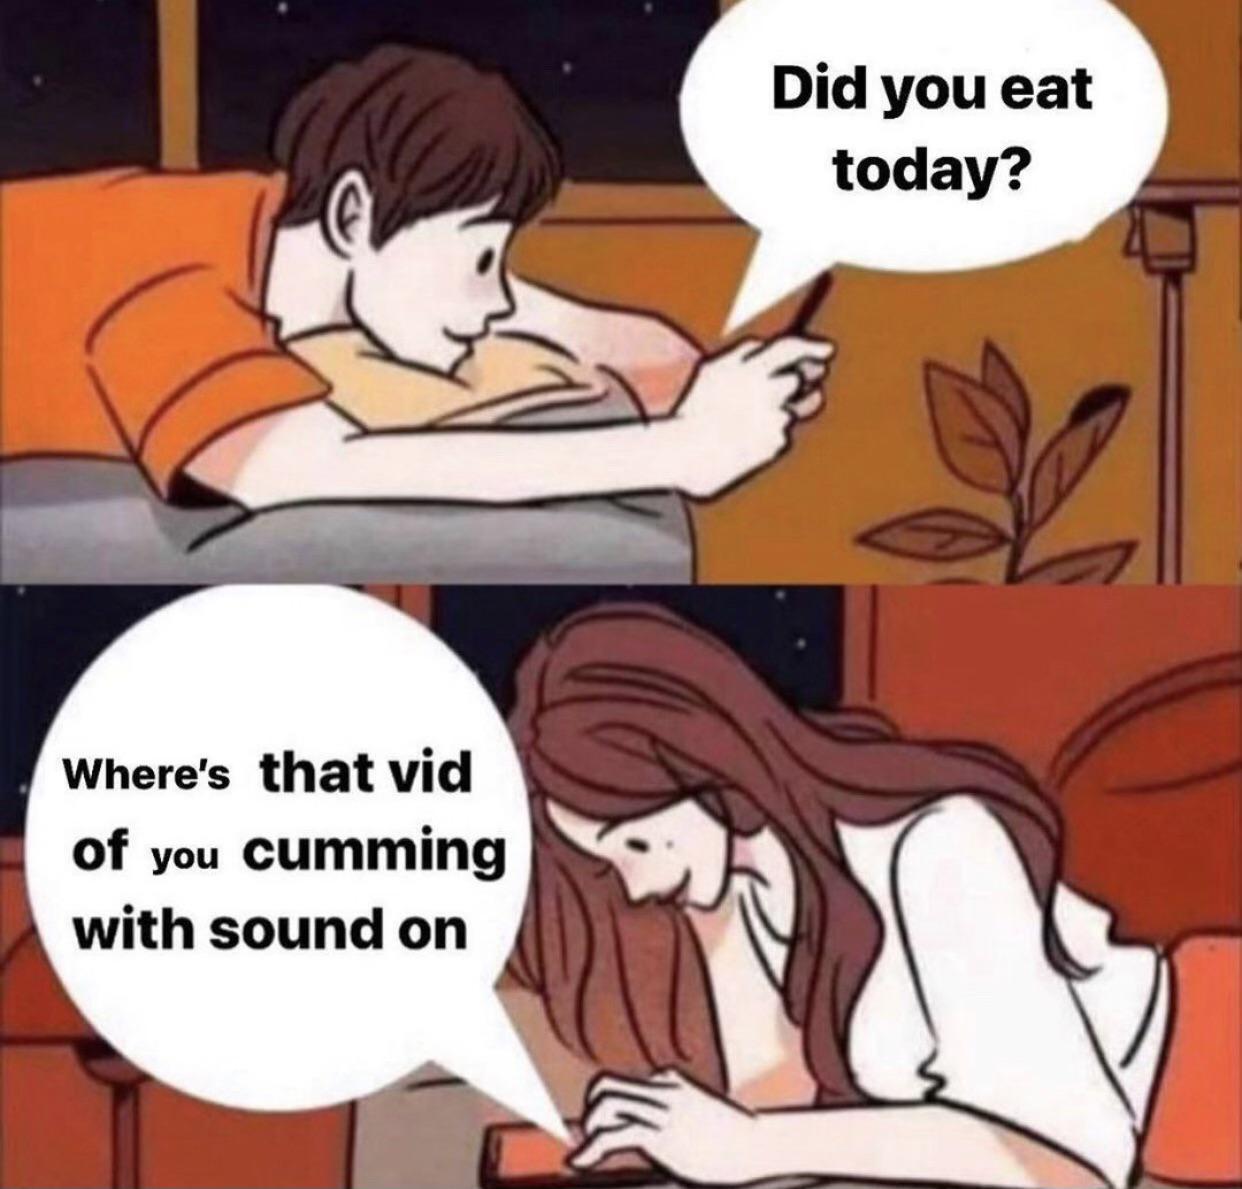 Did you eat
today?
Where's that vid
of you cumming
with sound on